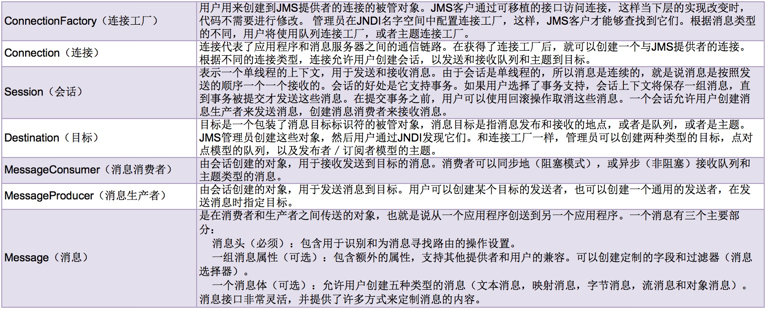 ConnectionFactory（连接工厂）
用户用来创建到JMS提供者的连接的被管对象。JMS客户通过可移植的接口访问连接，这样当下层的实现改变时，
代码不需要进行修改。 管理员在JNDI名字空间中配置连接工厂，这样，JMS客户才能够查找到它们。根据消息类型
的不同，用户将使用队列连接工厂，或者主题连接工厂。
Connection（连接）
连接代表了应用程序和消息服务器之间的通信链路。在获得了连接工厂后，就可以创建一个与JMS提供者的连接。
根据不同的连接类型，连接允许用户创建会话，以发送和接收队列和主题到目标。
Session（会话）
表示一个单线程的上下文，用于发送和接收消息。由于会话是单线程的，所以消息是连续的，就是说消息是按照发
送的顺序一个一个接收的。会话的好处是它支持事务。如果用户选择了事务支持，会话上下文将保存一组消息，直
到事务被提交才发送这些消息。在提交事务之前，用户可以使用回滚操作取消这些消息。一个会话允许用户创建消
息生产者来发送消息，创建消息消费者来接收消息。
Destination（目标）
目标是一个包装了消息目标标识符的被管对象，消息目标是指消息发布和接收的地点，或者是队列，或者是主题。
JMS管理员创建这些对象，然后用户通过JNDI发现它们。和连接工厂一样，管理员可以创建两种类型的目标，点对
点模型的队列，以及发布者／订阅者模型的主题。
MessageConsumer（消息消费者）
由会话创建的对象，用于接收发送到目标的消息。消费者可以同步地（阻塞模式），或异步（非阻塞）接收队列和
主题类型的消息。
MessageProducer（消息生产者）
由会话创建的对象，用于发送消息到目标。用户可以创建某个目标的发送者，也可以创建一个通用的发送者，在发
送消息时指定目标。
Message（消息）
是在消费者和生产者之间传送的对象，也就是说从一个应用程序创送到另一个应用程序。一个消息有三个主要部
分：
消息头（必须）：包含用于识别和为消息寻找路由的操作设置。
一组消息属性（可选）：包含额外的属性，支持其他提供者和用户的兼容。可以创建定制的字段和过滤器（消息
选择器）。
一个消息体（可选）：允许用户创建五种类型的消息（文本消息，映射消息，字节消息，流消息和对象消息）。
消息接口非常灵活，并提供了许多方式来定制消息的内容。